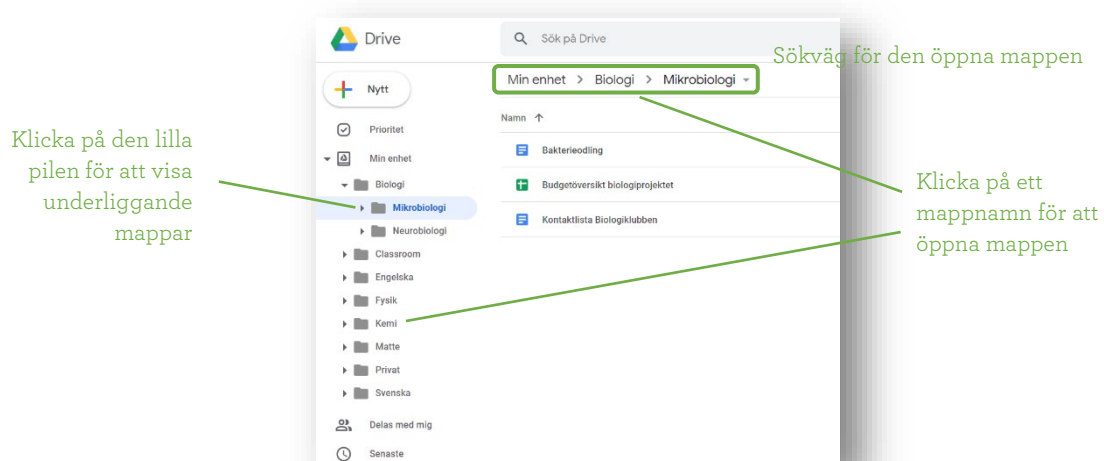 Drive
Sök på Drive
Sökväg för den öppna mappen
Nytt
Min enhet > Biologi > Mikrobiologi
Namn
Prioritet
Min enhet
Biologi
Mikrobiologi
Neurobiologi
Classroom
Engelska
Fysik
Kemi
Matte
Privat
Svenska
Delas med mig
Senaste
Bakterieodling
Budgetöversikt biologiprojektet
Kontaktlista Biologiklubben
Klicka på den lilla
pilen för att visa
underliggande
mappar
Klicka på ett
mappnamn för att
öppna mappen